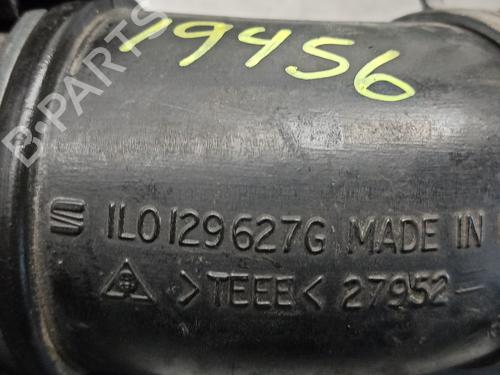 19456
B-PARTS
1L0129627G MADE IN
>TEEE< 27952-